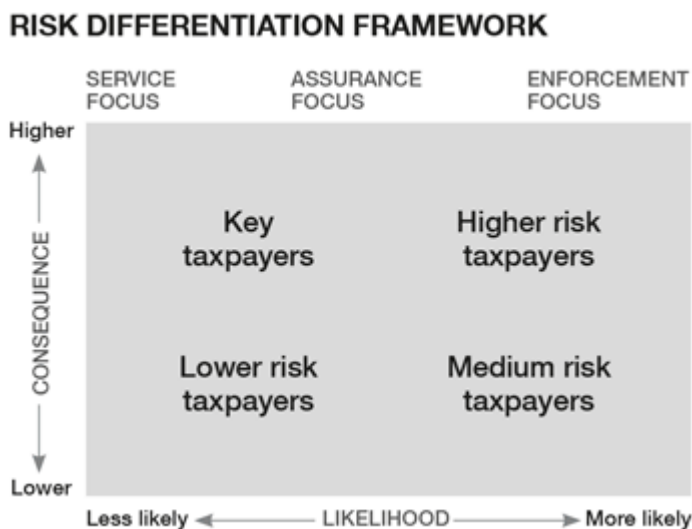 RISK DIFFERENTIATION FRAMEWORK
SERVICE FOCUS
ASSURANCE FOCUS
ENFORCEMENT FOCUS
Higher
CONSEQUENCE
Lower
Key
taxpayers
Higher risk
taxpayers
Lower risk
taxpayers
Medium risk
taxpayers
Less likely
LIKELIHOOD
More likely